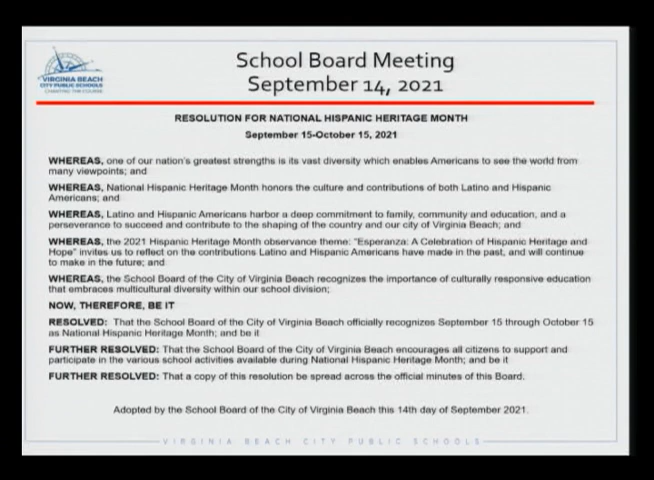 School Board Meeting
September 14, 2021
VIRGINIA BEACH
CITY PUBLIC SCHOOLS
CHARTING THE COURSE
RESOLUTION FOR NATIONAL HISPANIC HERITAGE MONTH
September 15-October 15, 2021
WHEREAS, one of our nation's greatest strengths is its vast diversity which enables Americans to see the world from
many viewpoints; and
WHEREAS, National Hispanic Heritage Month honors the culture and contributions of both Latino and Hispanic
Americans; and
WHEREAS, Latino and Hispanic Americans harbor a deep commitment to family, community and education, and a
perseverance to succeed and contribute to the shaping of the country and our city of Virginia Beach; and
WHEREAS, the 2021 Hispanic Heritage Month observance theme: "Esperanza: A Celebration of Hispanic Heritage and
Hope" invites us to reflect on the contributions Latino and Hispanic Americans have made in the past, and will continue
to make in the future; and
WHEREAS, the School Board of the City of Virginia Beach recognizes the importance of culturally responsive education
that embraces multicultural diversity within our school division;
NOW, THEREFORE, BE IT
RESOLVED: That the School Board of the City of Virginia Beach officially recognizes September 15 through October 15
as National Hispanic Heritage Month; and be it
FURTHER RESOLVED: That the School Board of the City of Virginia Beach encourages all citizens to support and
participate in the various school activities available during National Hispanic Heritage Month; and be it
FURTHER RESOLVED: That a copy of this resolution be spread across the official minutes of this Board.
Adopted by the School Board of the City of Virginia Beach this 14th day of September 2021.
VIRGINIA BEACH CITY PUBLIC SCHOOLS